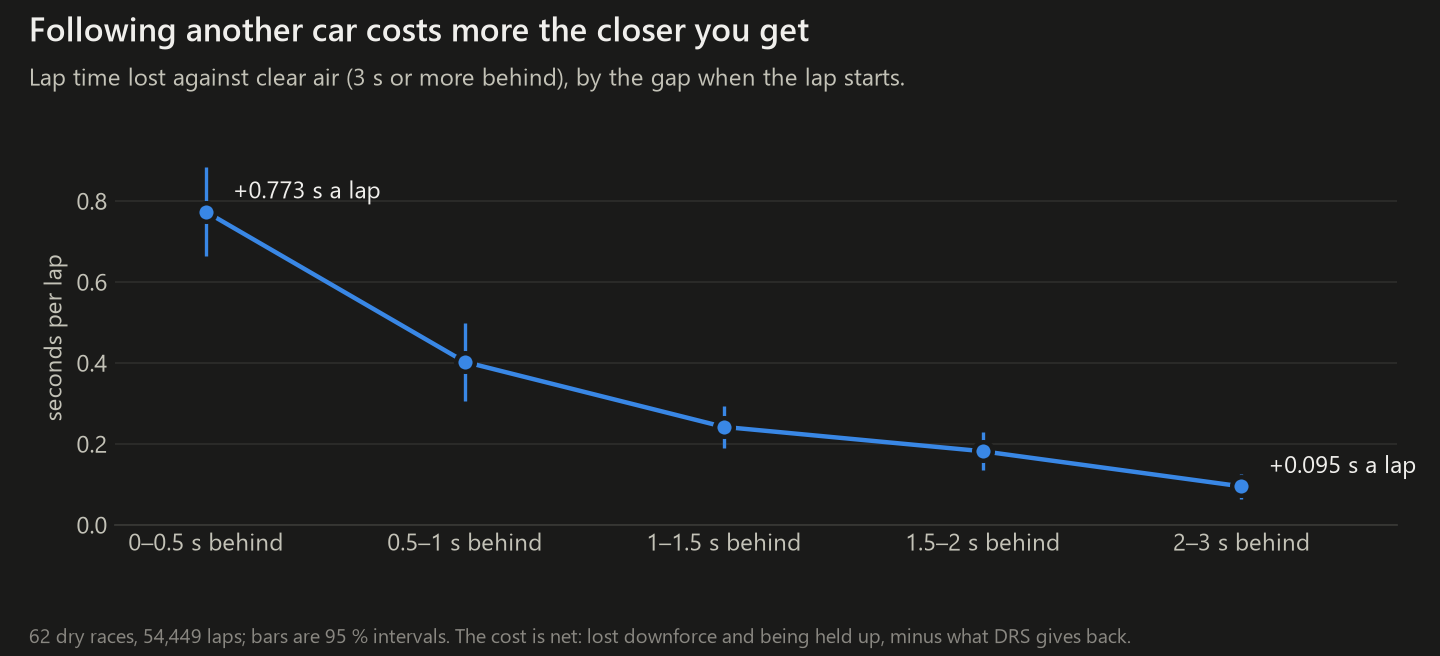 Following another car costs more the closer you get
Lap time lost against clear air (3 s or more behind), by the gap when the lap starts.
+0.773 s a lap
0.8
0.6
seconds per lap
0.4
0.2
+0.095 s a lap
0.0
0–0.5 s behind
0.5–1 s behind
1–1.5 s behind
1.5–2 s behind
2–3 s behind
62 dry races, 54,449 laps; bars are 95 % intervals. The cost is net: lost downforce and being held up, minus what DRS gives back.